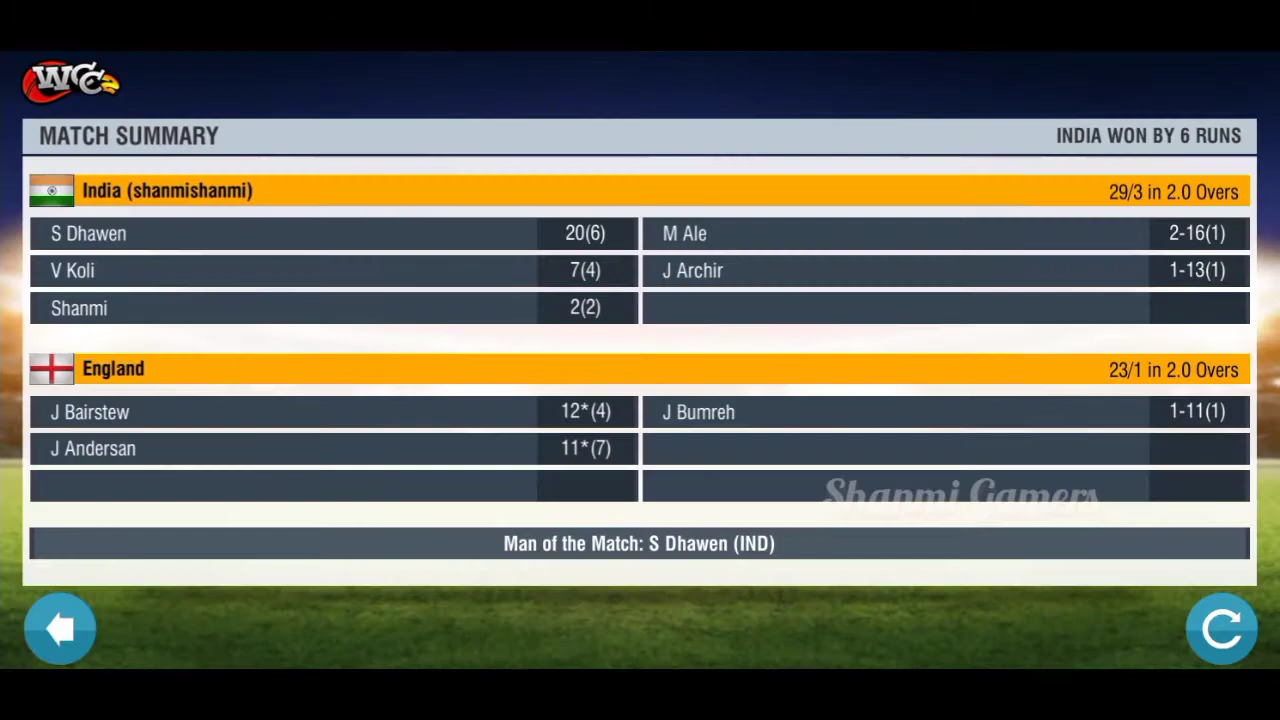 WCC
MATCH SUMMARY INDIA WON BY 6 RUNS
India (shanmishanmi) 29/3 in 2.0 Overs
S Dhawen 20(6) M Ale 2-16(1)
V Koli 7(4) J Archir 1-13(1)
Shanmi 2(2)
England 23/1 in 2.0 Overs
J Bairstew 12*(4) J Bumreh 1-11(1)
J Andersan 11*(7)
Shanmi Gamers
Man of the Match: S Dhawen (IND)